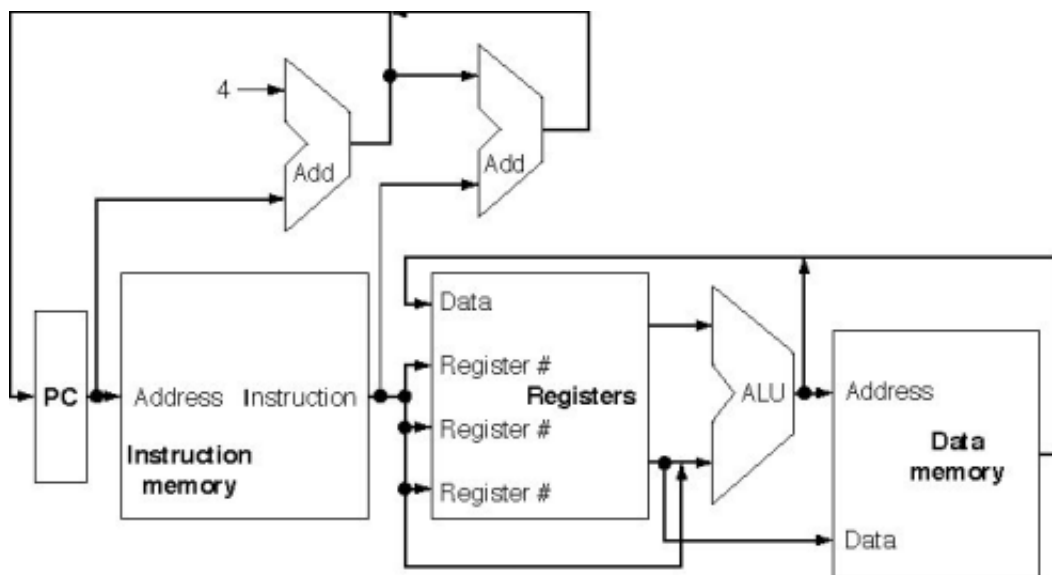 4
Add
Add
Data
Register #
Registers
ALU
PC
Address
Instruction
Address
Register #
Instruction
memory
Data
memory
Register #
Data